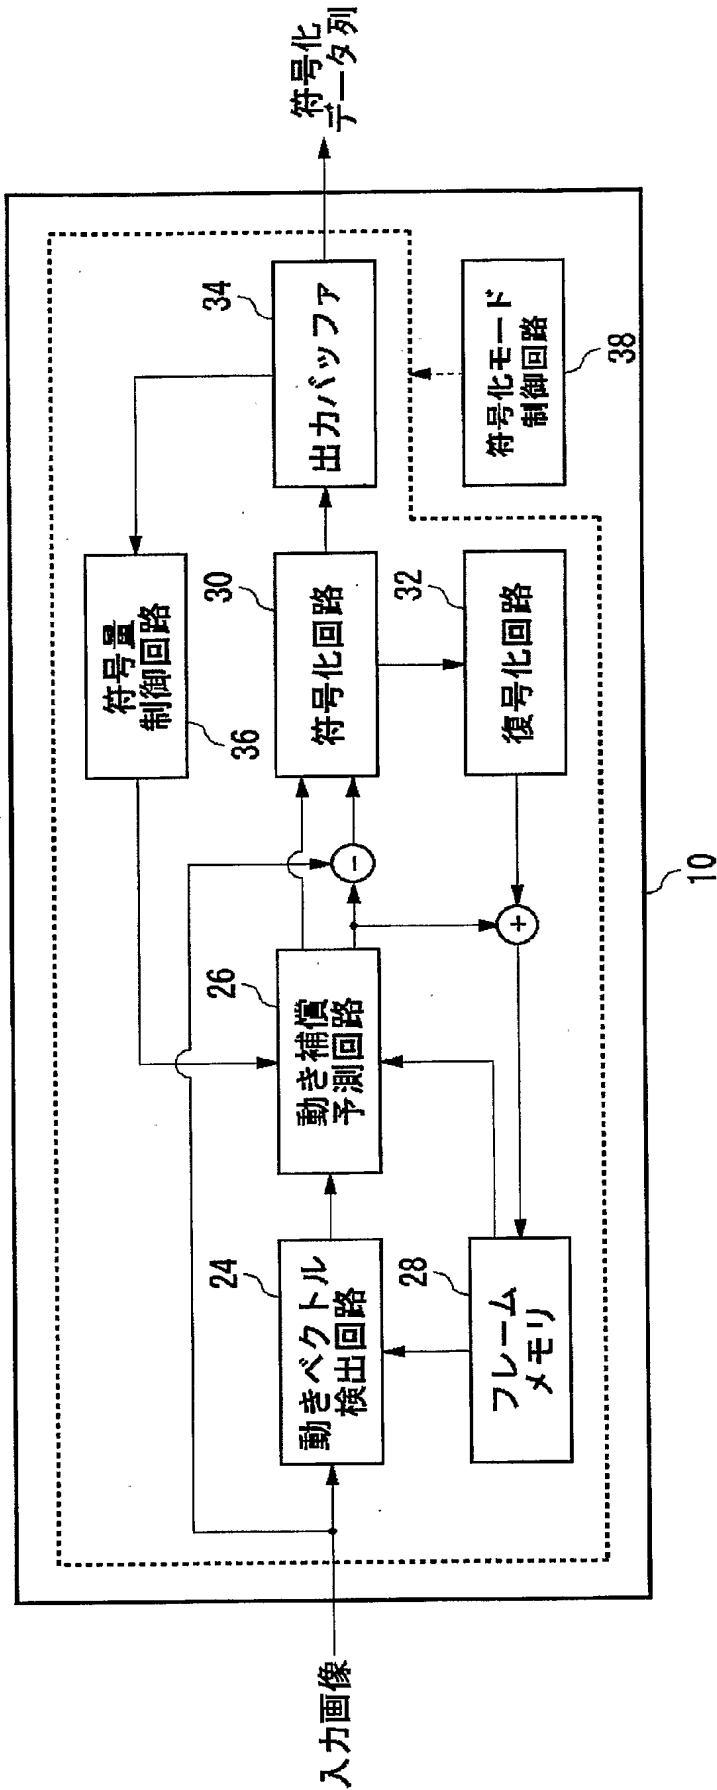 符号化
データ列
34
出力バッファ
符号化モード
制御回路
38
符号量
制御回路
36
30
符号化回路
32
復号化回路
10
26
動き補償
予測回路
24
動きベクトル
検出回路
28
フレーム
メモリ
入力画像
-
+